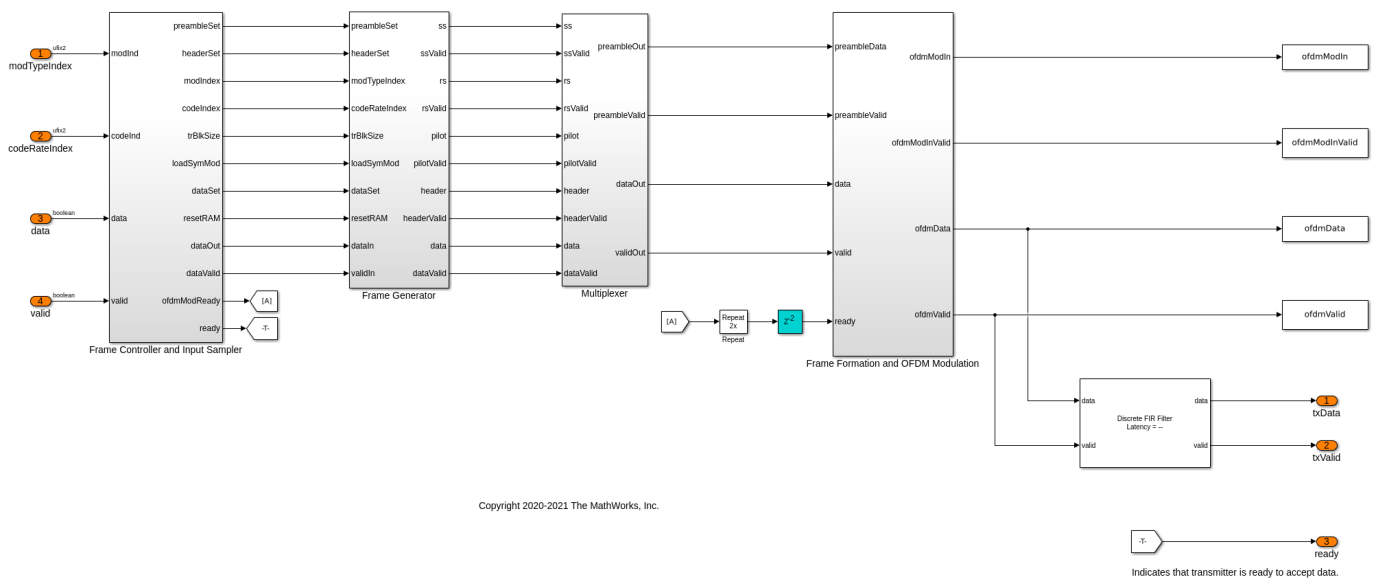 1
ufix2
modTypeIndex
2
ufix2
codeRateIndex
3
boolean
data
4
boolean
valid
modInd
codeInd
data
valid
preambleSet
headerSet
modIndex
codeIndex
trBlkSize
loadSymMod
dataSet
resetRAM
dataOut
dataValid
ofdmModReady
ready
Frame Controller and Input Sampler
[A]
-T-
preambleSet
headerSet
modTypeIndex
codeRateIndex
trBlkSize
loadSymMod
dataSet
resetRAM
dataIn
validIn
ss
ssValid
rs
rsValid
pilot
pilotValid
header
headerValid
data
dataValid
Frame Generator
ss
ssValid
rs
rsValid
pilot
pilotValid
header
headerValid
data
dataValid
preambleOut
preambleValid
dataOut
validOut
Multiplexer
[A]
Repeat
2x
Repeat
Z-2
preambleData
preambleValid
data
valid
ready
ofdmModIn
ofdmModInValid
ofdmData
ofdmValid
Frame Formation and OFDM Modulation
ofdmModIn
ofdmModInValid
ofdmData
ofdmValid
data
valid
Discrete FIR Filter
Latency = --
data
valid
1
txData
2
txValid
Copyright 2020-2021 The MathWorks, Inc.
-T-
3
ready
Indicates that transmitter is ready to accept data.